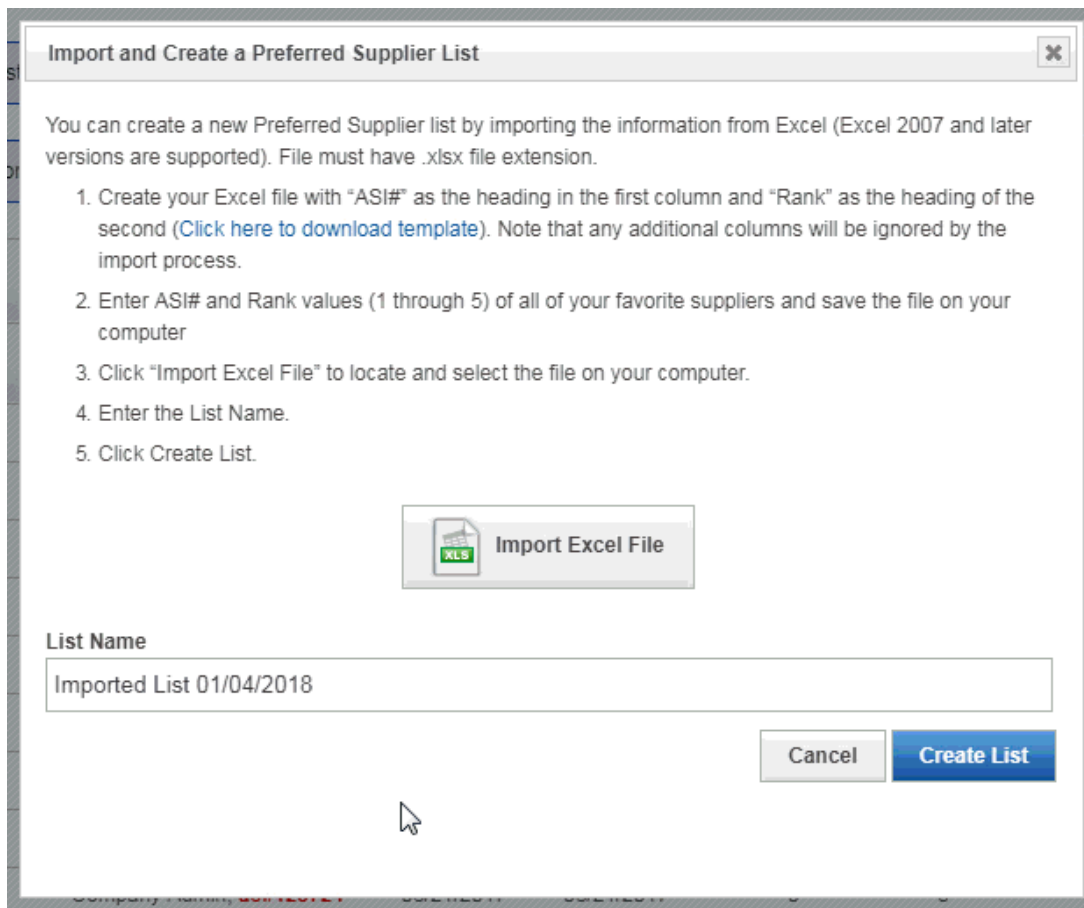 Import and Create a Preferred Supplier List
You can create a new Preferred Supplier list by importing the information from Excel (Excel 2007 and later
versions are supported). File must have .xlsx file extension.
1. Create your Excel file with “ASI#” as the heading in the first column and “Rank” as the heading of the
second (Click here to download template). Note that any additional columns will be ignored by the
import process.
2. Enter ASI# and Rank values (1 through 5) of all of your favorite suppliers and save the file on your
computer
3. Click “Import Excel File” to locate and select the file on your computer.
4. Enter the List Name.
5. Click Create List.
XLS
Import Excel File
List Name
Imported List 01/04/2018
Cancel
Create List